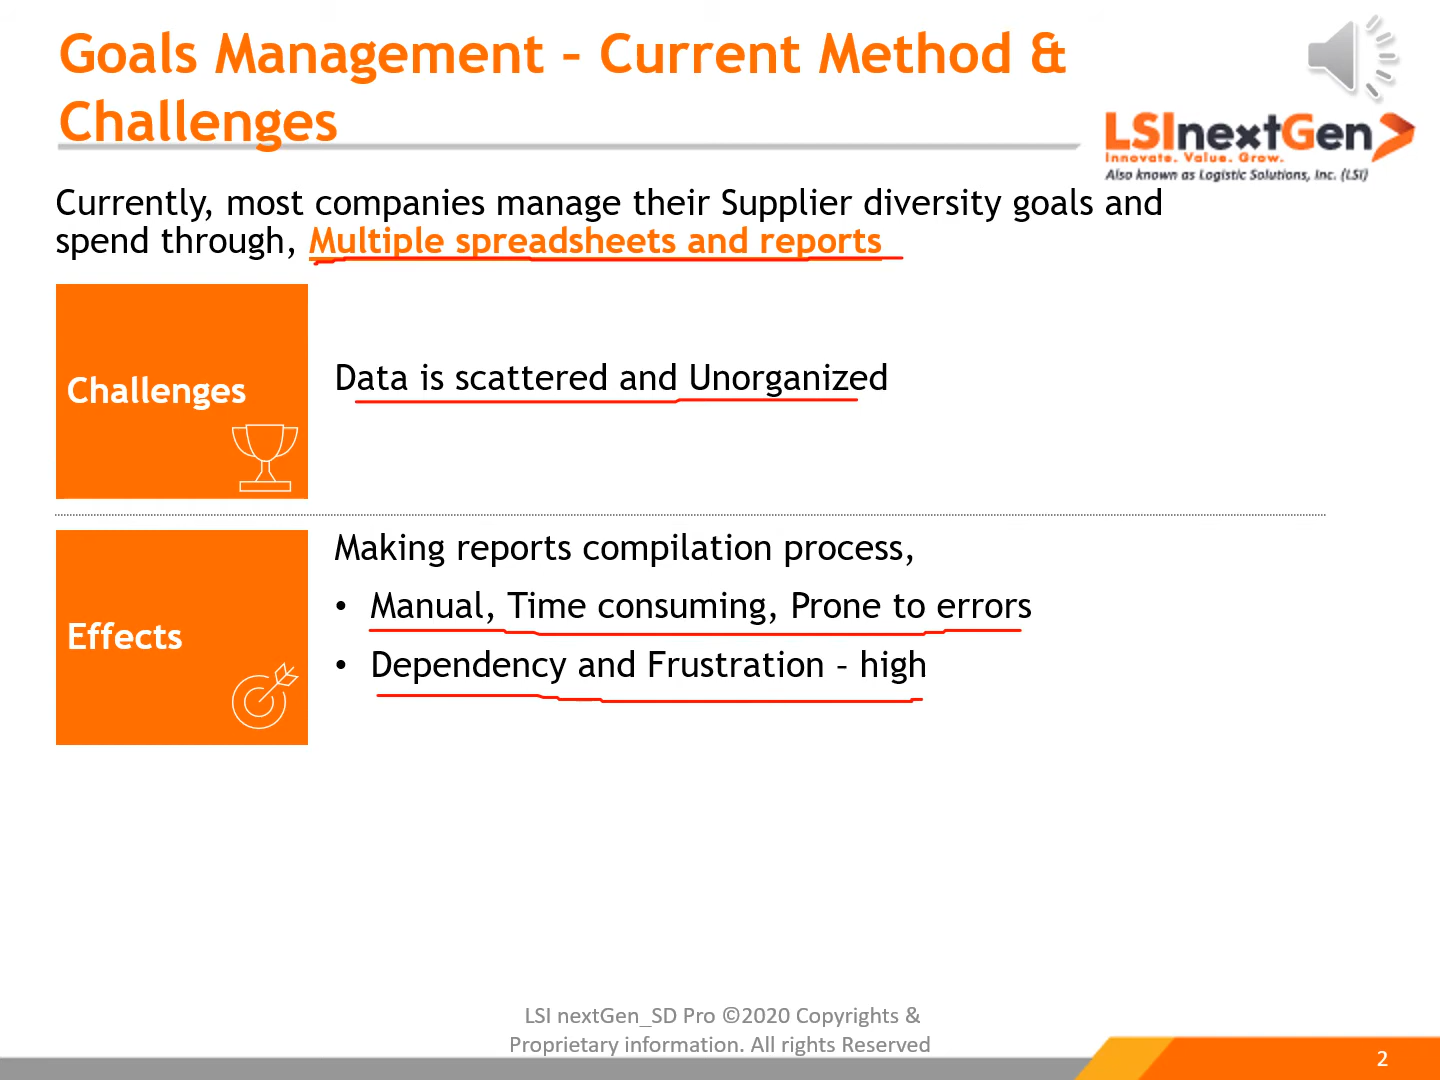 Goals Management – Current Method &
Challenges
LSInextGen
Innovate. Value. Grow.
Also known as Logistic Solutions, Inc. (LSI)
Currently, most companies manage their Supplier diversity goals and
spend through, Multiple spreadsheets and reports
Challenges
Data is scattered and Unorganized
Effects
Making reports compilation process,
• Manual, Time consuming, Prone to errors
• Dependency and Frustration – high
LSI nextGen_SD Pro ©2020 Copyrights &
Proprietary information. All rights Reserved
2